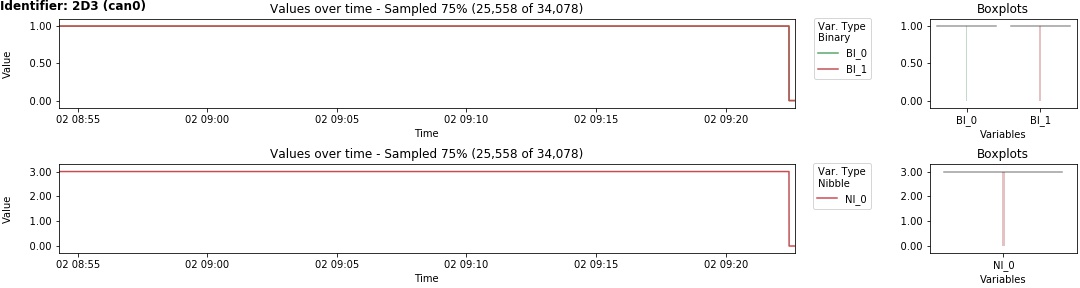 Identifier: 2D3 (can0)
Values over time - Sampled 75% (25,558 of 34,078)
Value
1.00
0.50
0.00
02 08:55
02 09:00
02 09:05
02 09:10
02 09:15
02 09:20
Time
Var. Type
Binary
BI_0
BI_1
Boxplots
1.00
0.50
0.00
BI_0
BI_1
Variables
Values over time - Sampled 75% (25,558 of 34,078)
Value
3.00
2.00
1.00
0.00
02 08:55
02 09:00
02 09:05
02 09:10
02 09:15
02 09:20
Time
Var. Type
Nibble
NI_0
Boxplots
3.00
2.00
1.00
0.00
NI_0
Variables